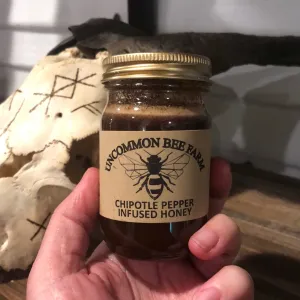 UNCOMMON BEE FARM
CHIPOTLE PEPPER
INFUSED HONEY